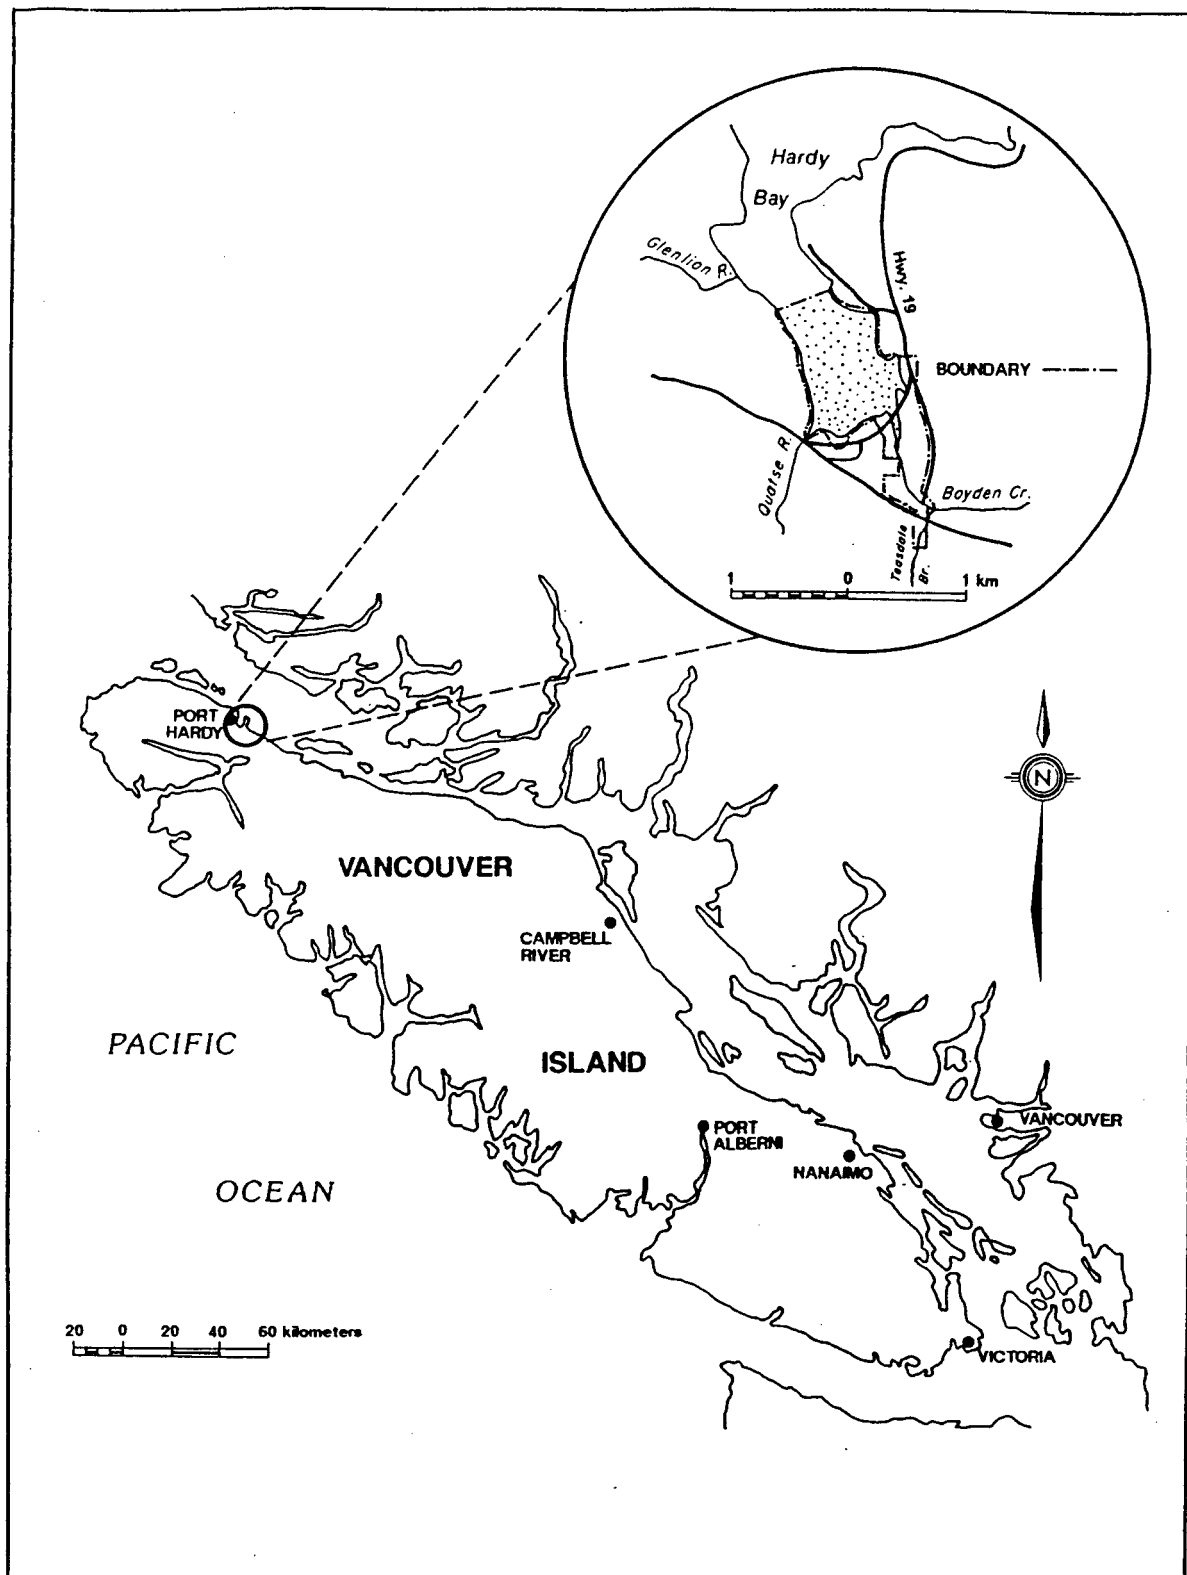 Hardy
Bay
Glenlion R.
Hwy. 19
BOUNDARY
Quatse R.
Boyden Cr.
Teasdale
Br.
1 0 1 km
PORT
HARDY
N
VANCOUVER
CAMPBELL
RIVER
PACIFIC
ISLAND
VANCOUVER
PORT
ALBERNI
NANAIMO
OCEAN
20 0 20 40 60 kilometers
VICTORIA